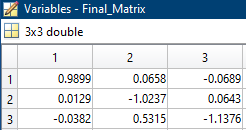 Variables - Final_Matrix
3x3 double
1 2 3
1 0.9899 0.0658 -0.0689
2 0.0129 -1.0237 0.0643
3 -0.0382 0.5315 -1.1376